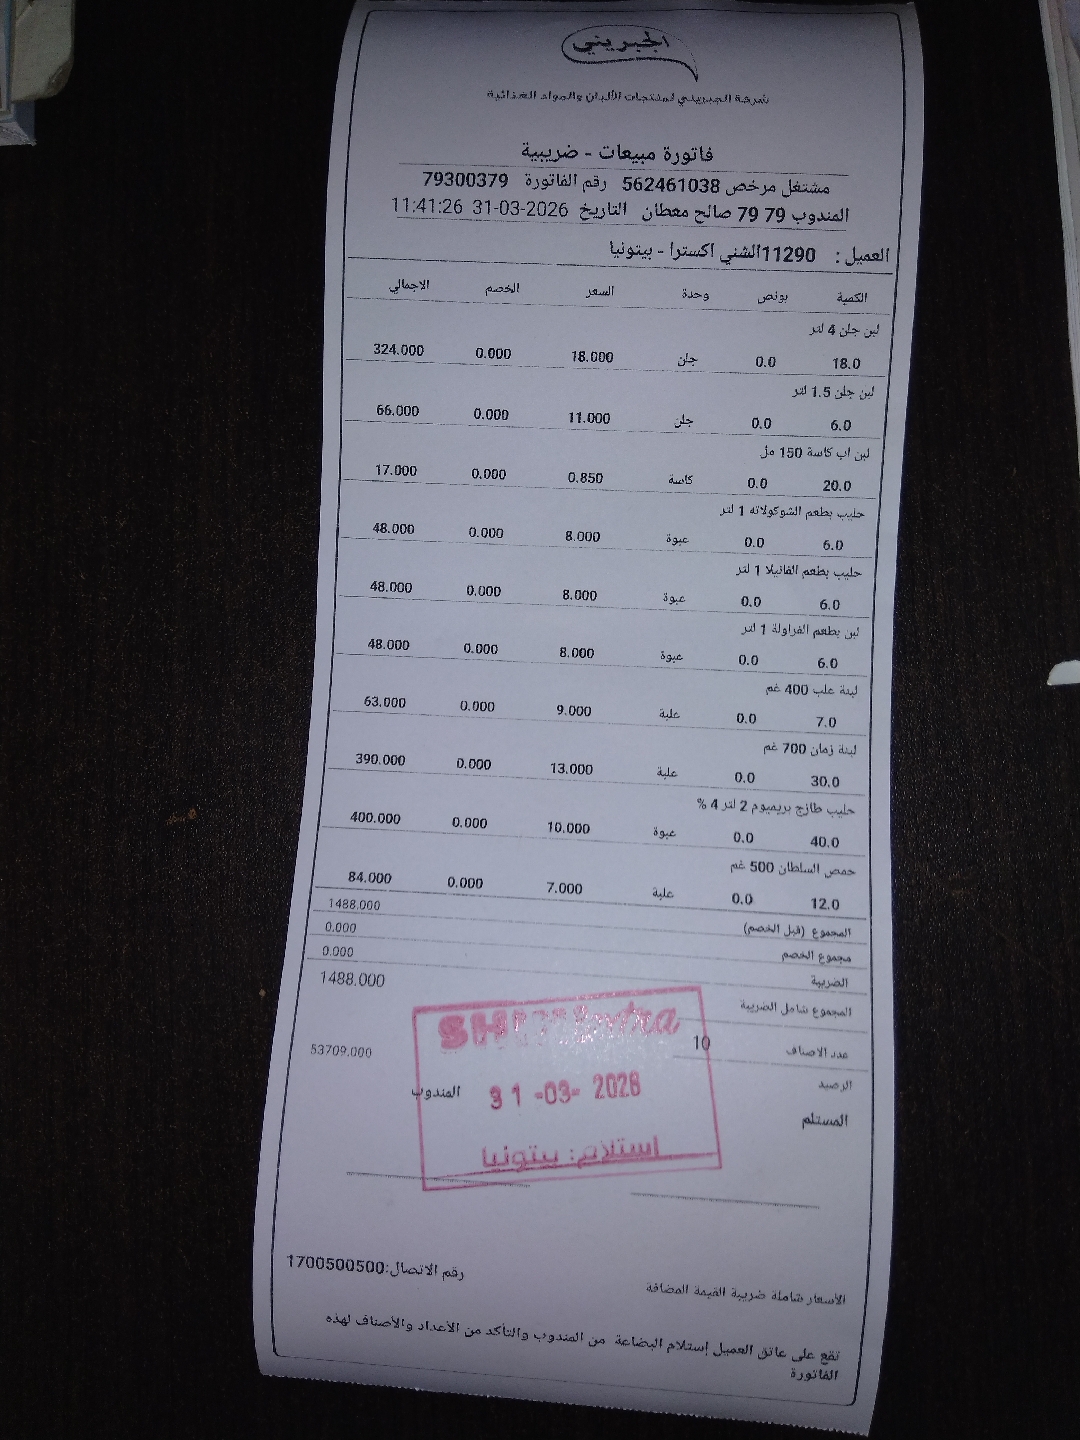 الجبريني
شركة الجبريني لمنتجات الألبان والمواد الغذائية
فاتورة مبيعات - ضريبية
مشتغل مرخص 562461038 رقم الفاتورة 79300379
المندوب 79 79 صالح معطان التاريخ 31-03-2026 11:41:26
العميل : 11290الشني اكسترا - بيتونيا
الكمية بونص وحدة السعر الخصم الاجمالي
لبن جلن 4 لتر
18.0 0.0 جلن 18.000 0.000 324.000
لبن جلن 1.5 لتر
6.0 0.0 جلن 11.000 0.000 66.000
لبن اب كاسة 150 مل
20.0 0.0 كاسة 0.850 0.000 17.000
حليب بطعم الشوكولاته 1 لتر
6.0 0.0 عبوة 8.000 0.000 48.000
حليب بطعم الفانيلا 1 لتر
6.0 0.0 عبوة 8.000 0.000 48.000
لبن بطعم الفراولة 1 لتر
6.0 0.0 عبوة 8.000 0.000 48.000
لبنة علب 400 غم
7.0 0.0 علبة 9.000 0.000 63.000
لبنة زمان 700 غم
30.0 0.0 علبة 13.000 0.000 390.000
حليب طازج بريميوم 2 لتر 4 %
40.0 0.0 عبوة 10.000 0.000 400.000
حمص السلطان 500 غم
12.0 0.0 علبة 7.000 0.000 84.000
المجموع (قبل الخصم) 1488.000
مجموع الخصم 0.000
الضريبة 0.000
المجموع شامل الضريبة 1488.000
عدد الاصناف 10
الرصيد 53709.000
المستلم المندوب
extra
31 -03- 2026
استلام: بيتونيا
رقم الاتصال:1700500500
الأسعار شاملة ضريبة القيمة المضافة
تقع على عاتق العميل إستلام البضاعة من المندوب والتأكد من الأعداد والأصناف لهذه
الفاتورة